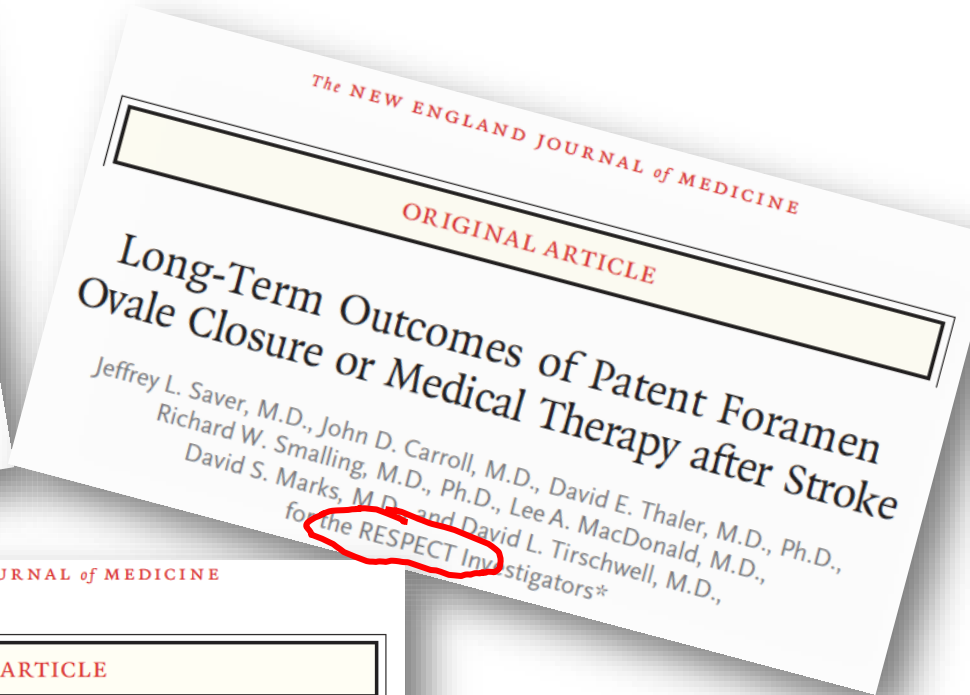 The NEW ENGLAND JOURNAL of MEDICINE
ORIGINAL ARTICLE
Long-Term Outcomes of Patent Foramen
Ovale Closure or Medical Therapy after Stroke
Jeffrey L. Saver, M.D., John D. Carroll, M.D., David E. Thaler, M.D., Ph.D.,
Richard W. Smalling, M.D., Ph.D., Lee A. MacDonald, M.D.,
David S. Marks, M.D., and David L. Tirschwell, M.D.,
for the RESPECT Investigators*
URNAL of MEDICINE
ARTICLE